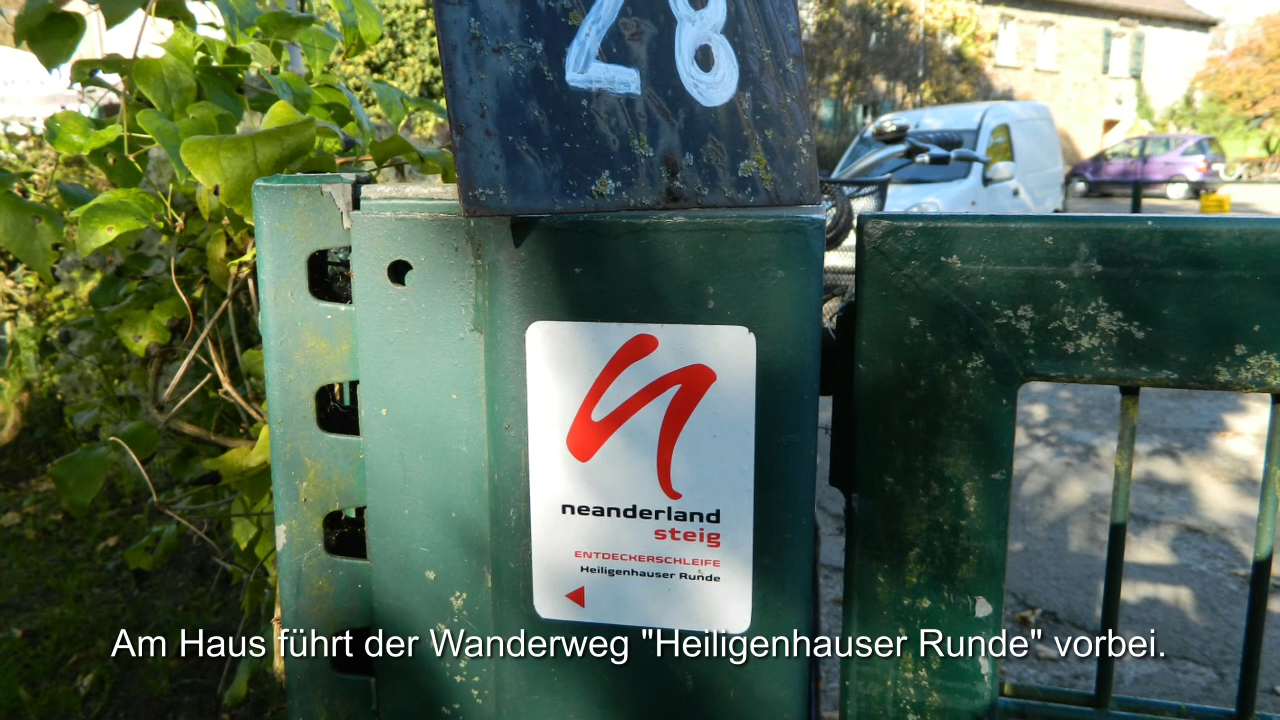 28
neanderland
steig
ENTDECKERSCHLEIFE
Heiligenhauser Runde
Am Haus führt der Wanderweg "Heiligenhauser Runde" vorbei.